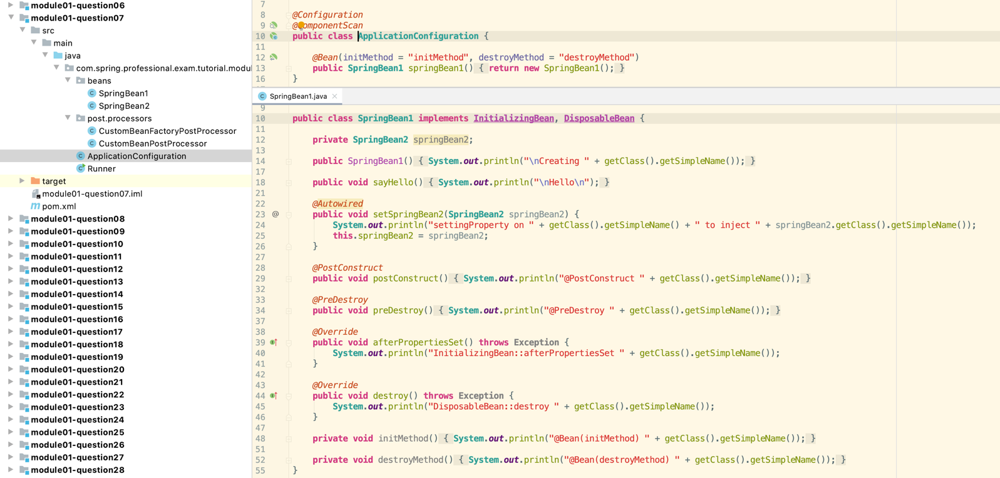 module01-question06
module01-question07
src
main
java
com.spring.professional.exam.tutorial.modul
beans
SpringBean1
SpringBean2
post.processors
CustomBeanFactoryPostProcessor
CustomBeanPostProcessor
ApplicationConfiguration
Runner
target
module01-question07.iml
pom.xml
module01-question08
module01-question09
module01-question10
module01-question11
module01-question12
module01-question13
module01-question14
module01-question15
module01-question16
module01-question17
module01-question18
module01-question19
module01-question20
module01-question21
module01-question22
module01-question23
module01-question24
module01-question25
module01-question26
module01-question27
module01-question28
7
8 @Configuration
9 @ComponentScan
10 public class ApplicationConfiguration {
11
12 @Bean(initMethod = "initMethod", destroyMethod = "destroyMethod")
13 public SpringBean1 springBean1() { return new SpringBean1(); }
16 }
SpringBean1.java
9
10 public class SpringBean1 implements InitializingBean, DisposableBean {
11
12 private SpringBean2 springBean2;
13
14 public SpringBean1() { System.out.println("\nCreating " + getClass().getSimpleName()); }
17
18 public void sayHello() { System.out.println("\nHello\n"); }
21
22 @Autowired
23 @ public void setSpringBean2(SpringBean2 springBean2) {
24 System.out.println("settingProperty on " + getClass().getSimpleName() + " to inject " + springBean2.getClass().getSimpleName());
25 this.springBean2 = springBean2;
26 }
27
28 @PostConstruct
29 public void postConstruct() { System.out.println("@PostConstruct " + getClass().getSimpleName()); }
32
33 @PreDestroy
34 public void preDestroy() { System.out.println("@PreDestroy " + getClass().getSimpleName()); }
37
38 @Override
39 public void afterPropertiesSet() throws Exception {
40 System.out.println("InitializingBean::afterPropertiesSet " + getClass().getSimpleName());
41 }
42
43 @Override
44 public void destroy() throws Exception {
45 System.out.println("DisposableBean::destroy " + getClass().getSimpleName());
46 }
47
48 private void initMethod() { System.out.println("@Bean(initMethod) " + getClass().getSimpleName()); }
51
52 private void destroyMethod() { System.out.println("@Bean(destroyMethod) " + getClass().getSimpleName()); }
55 }